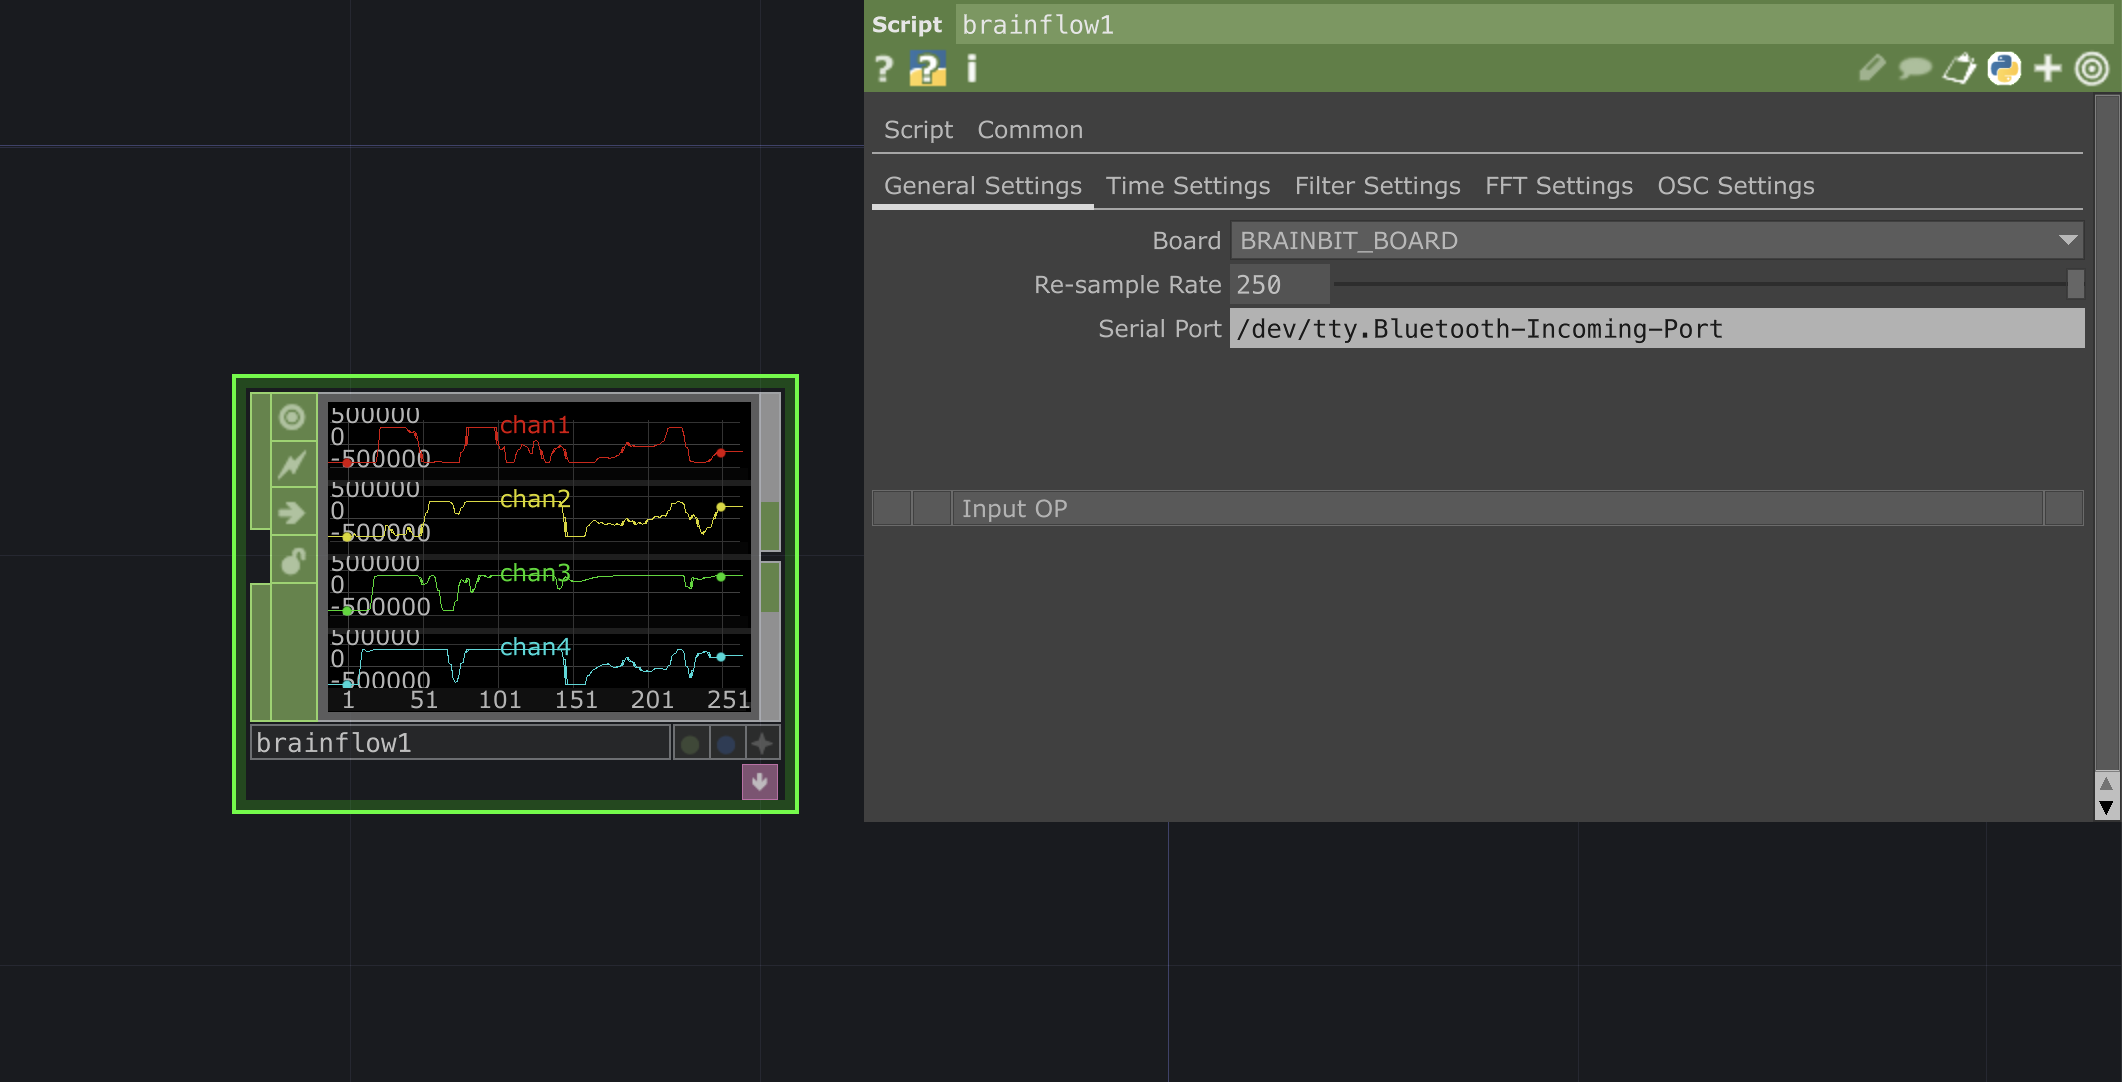 Script brainflow1
? ? i
Script Common
General Settings Time Settings Filter Settings FFT Settings OSC Settings
Board BRAINBIT_BOARD
Re-sample Rate 250
Serial Port /dev/tty.Bluetooth-Incoming-Port
Input OP
500000
0
-500000
chan1
500000
0
-500000
chan2
500000
0
-500000
chan3
500000
0
-500000
chan4
1 51 101 151 201 251
brainflow1